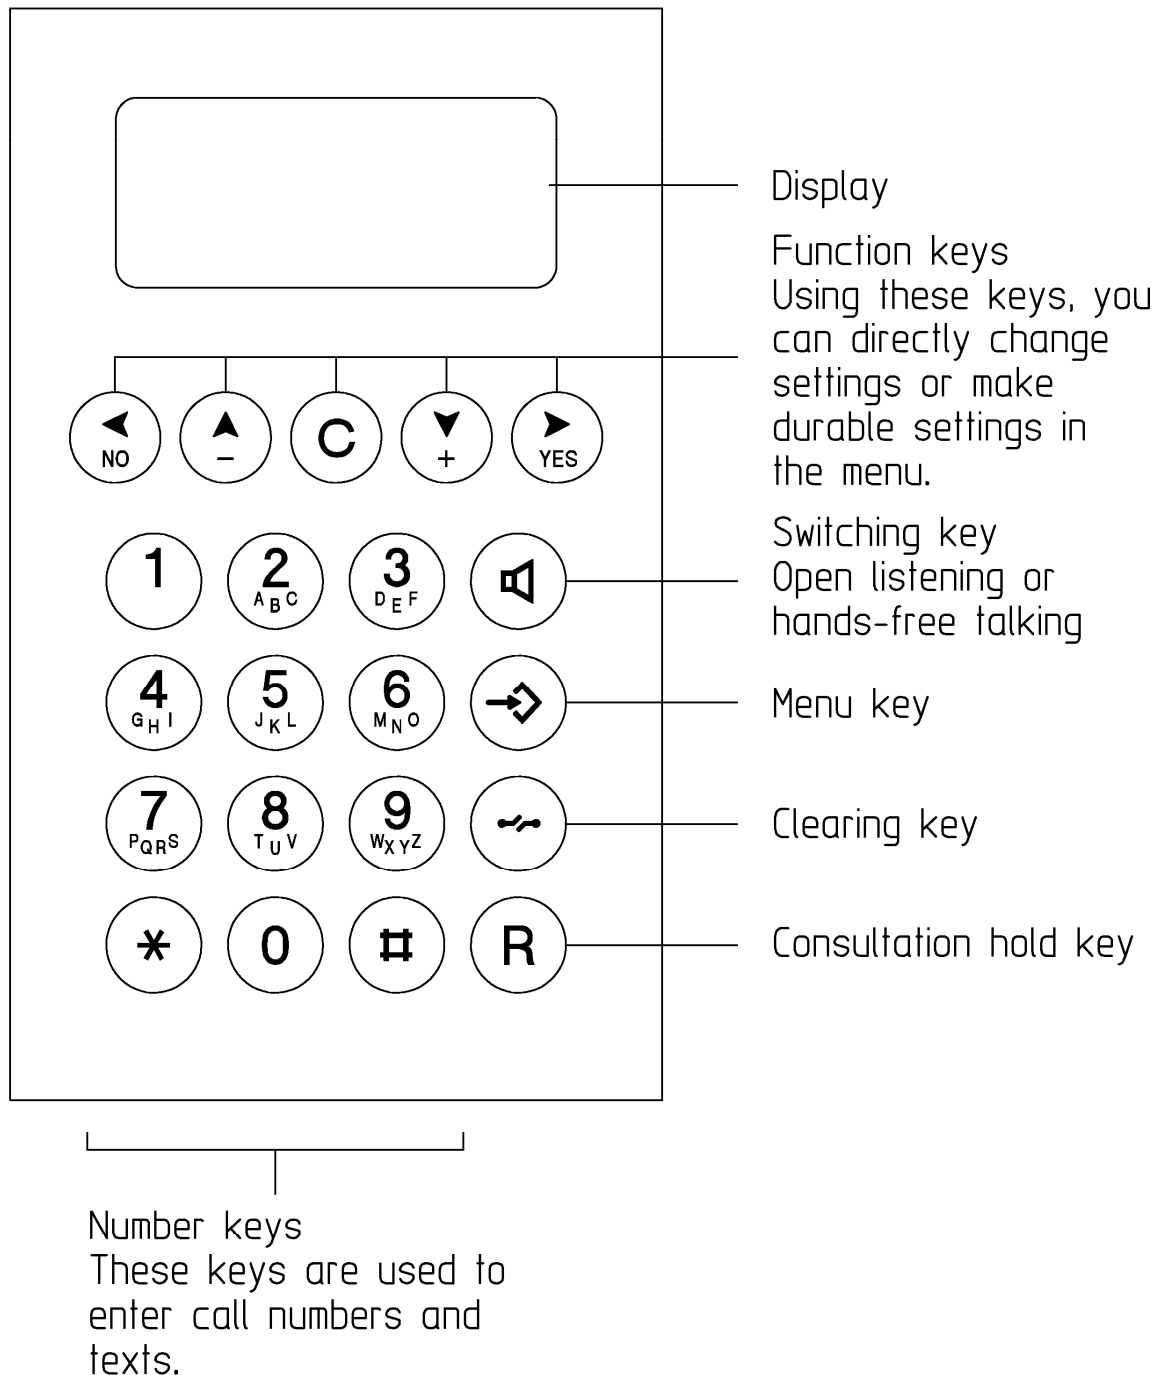 Display
Function keys
Using these keys, you
can directly change
settings or make
durable settings in
the menu.
NO
−
C
+
YES
Switching key
Open listening or
hands-free talking
1
2
ABC
3
DEF
4
GHI
5
JKL
6
MNO
Menu key
7
PQRS
8
TUV
9
WXYZ
Clearing key
*
0
#
R
Consultation hold key
Number keys
These keys are used to
enter call numbers and
texts.